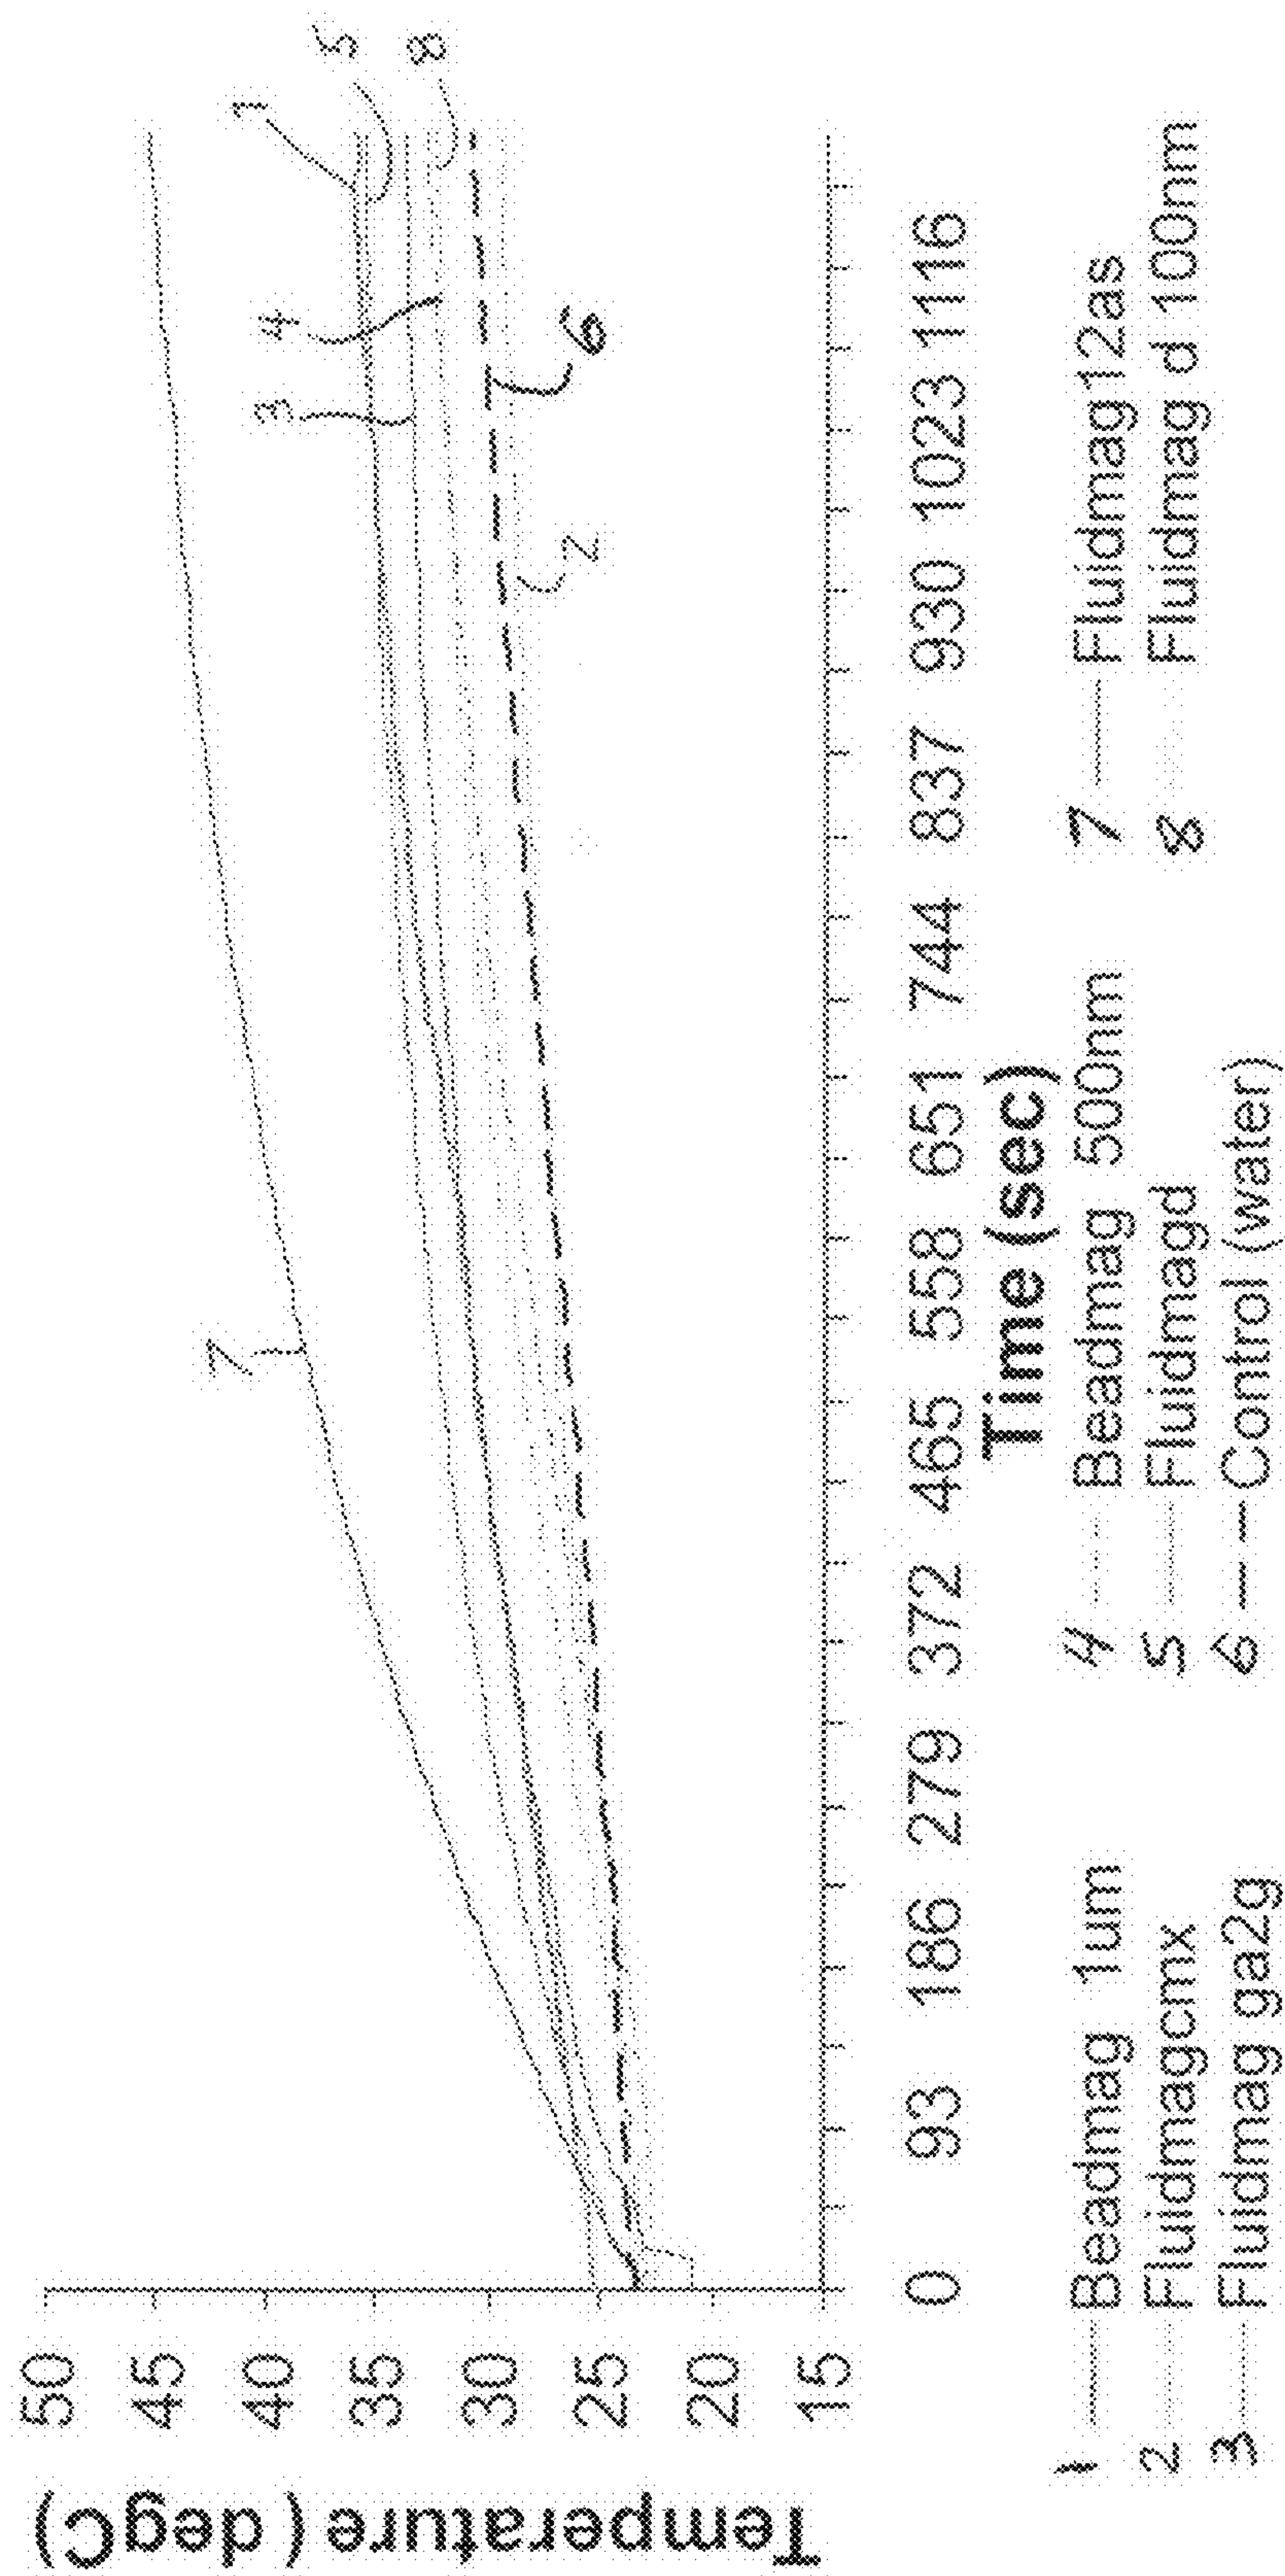 Temperature (degC)
50
45
40
35
30
25
20
15
7
1
5
3
4
8
6
2
0 93 186 279 372 465 558 651 744 837 930 1023 1116
Time (sec)
1 Beadmag 1um
2 Fluidmagcmx
3 Fluidmag ga2g
4 Beadmag 500nm
5 Fluidmagd
6 Control (water)
7 Fluidmag12as
8 Fluidmag d 100nm